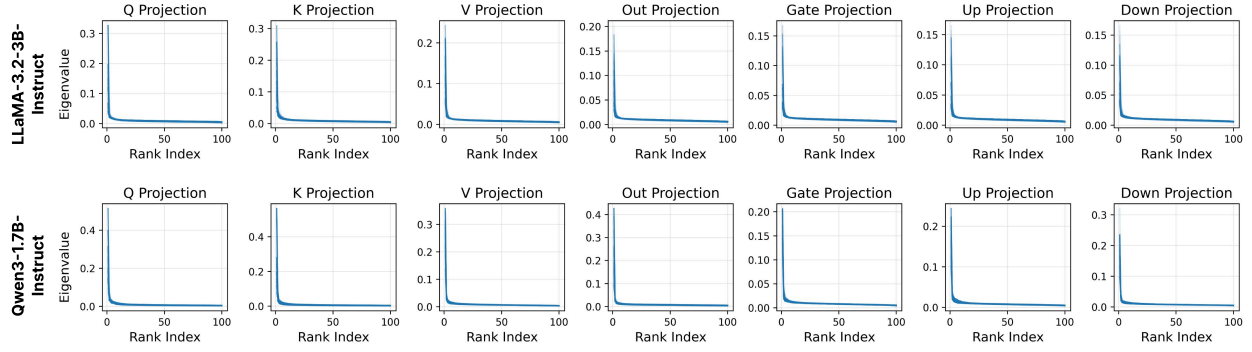 LLaMA-3.2-3B-
Instruct
Eigenvalue
Q Projection
0.3
0.2
0.1
0.0
0 50 100
Rank Index
K Projection
0.3
0.2
0.1
0.0
0 50 100
Rank Index
V Projection
0.2
0.1
0.0
0 50 100
Rank Index
Out Projection
0.20
0.15
0.10
0.05
0.00
0 50 100
Rank Index
Gate Projection
0.15
0.10
0.05
0.00
0 50 100
Rank Index
Up Projection
0.15
0.10
0.05
0.00
0 50 100
Rank Index
Down Projection
0.15
0.10
0.05
0.00
0 50 100
Rank Index
Qwen3-1.7B-
Instruct
Eigenvalue
Q Projection
0.4
0.2
0.0
0 50 100
Rank Index
K Projection
0.4
0.2
0.0
0 50 100
Rank Index
V Projection
0.3
0.2
0.1
0.0
0 50 100
Rank Index
Out Projection
0.4
0.3
0.2
0.1
0.0
0 50 100
Rank Index
Gate Projection
0.20
0.15
0.10
0.05
0.00
0 50 100
Rank Index
Up Projection
0.2
0.1
0.0
0 50 100
Rank Index
Down Projection
0.3
0.2
0.1
0.0
0 50 100
Rank Index